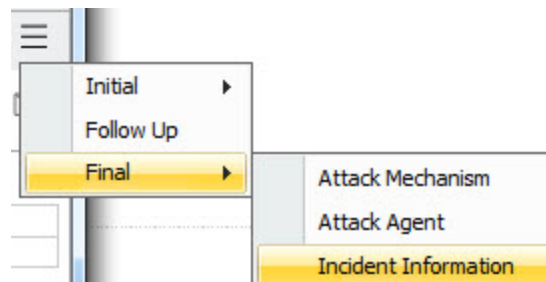 Initial
Follow Up
Final
Attack Mechanism
Attack Agent
Incident Information